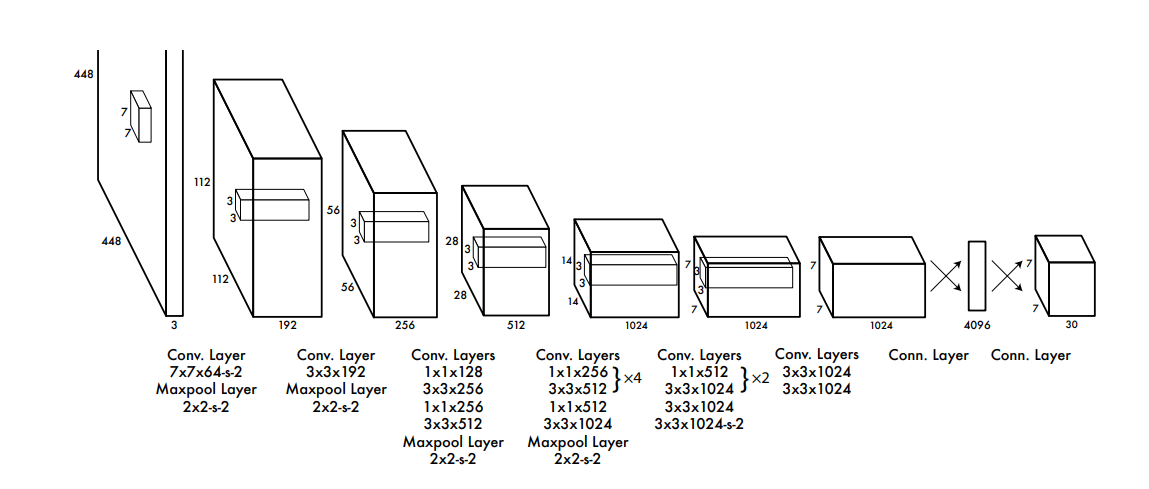 448
7
7
448
3
112
3
3
112
192
56
3
3
56
256
28
3
3
28
512
14
3
3
14
1024
7
3
3
7
1024
7
7
1024
4096
7
7
30
Conv. Layer
7x7x64-s-2
Maxpool Layer
2x2-s-2
Conv. Layer
3x3x192
Maxpool Layer
2x2-s-2
Conv. Layers
1x1x128
3x3x256
1x1x256
3x3x512
Maxpool Layer
2x2-s-2
Conv. Layers
1x1x256
3x3x512
} ×4
1x1x512
3x3x1024
Maxpool Layer
2x2-s-2
Conv. Layers
1x1x512
3x3x1024
} ×2
3x3x1024
3x3x1024-s-2
Conv. Layers
3x3x1024
3x3x1024
Conn. Layer
Conn. Layer